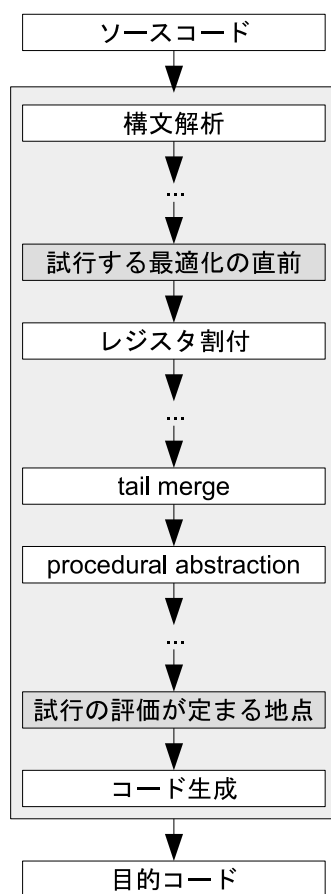 ソースコード
構文解析
...
試行する最適化の直前
レジスタ割付
...
tail merge
procedural abstraction
...
試行の評価が定まる地点
コード生成
目的コード